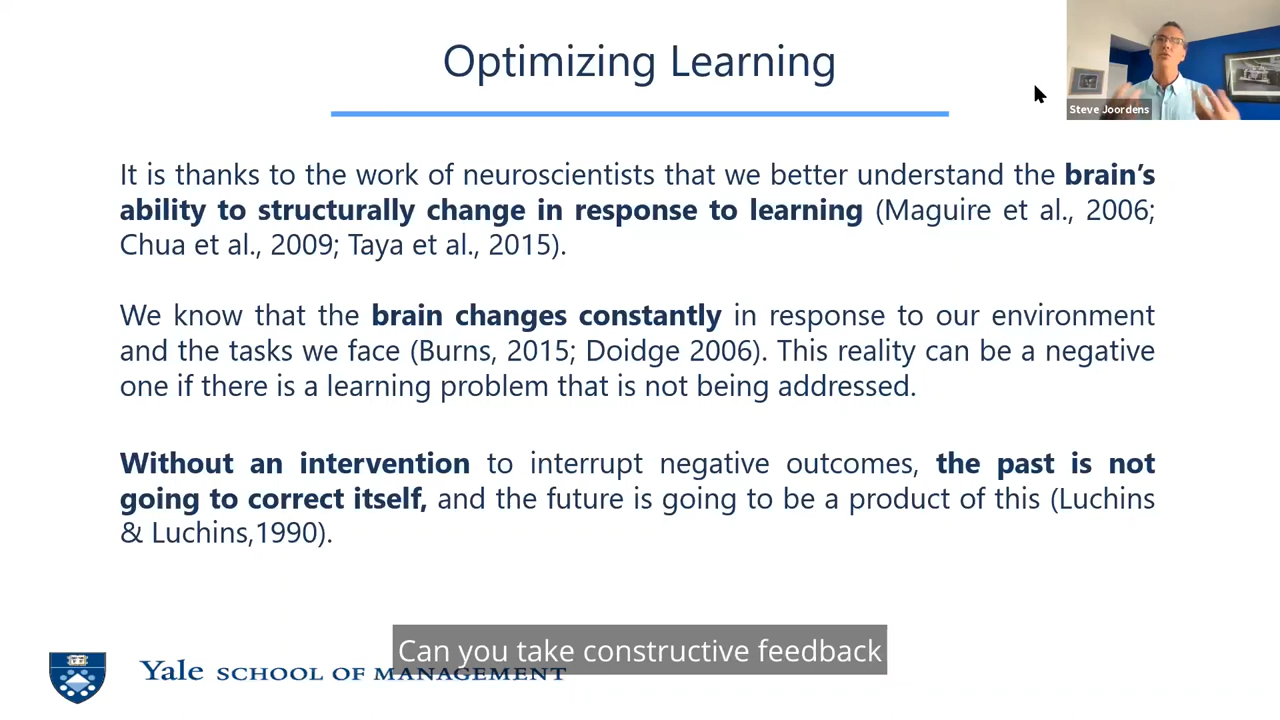 Optimizing Learning
Steve Joordens
It is thanks to the work of neuroscientists that we better understand the brain’s
ability to structurally change in response to learning (Maguire et al., 2006;
Chua et al., 2009; Taya et al., 2015).
We know that the brain changes constantly in response to our environment
and the tasks we face (Burns, 2015; Doidge 2006). This reality can be a negative
one if there is a learning problem that is not being addressed.
Without an intervention to interrupt negative outcomes, the past is not
going to correct itself, and the future is going to be a product of this (Luchins
& Luchins,1990).
Can you take constructive feedback
Yale SCHOOL OF MANAGEMENT